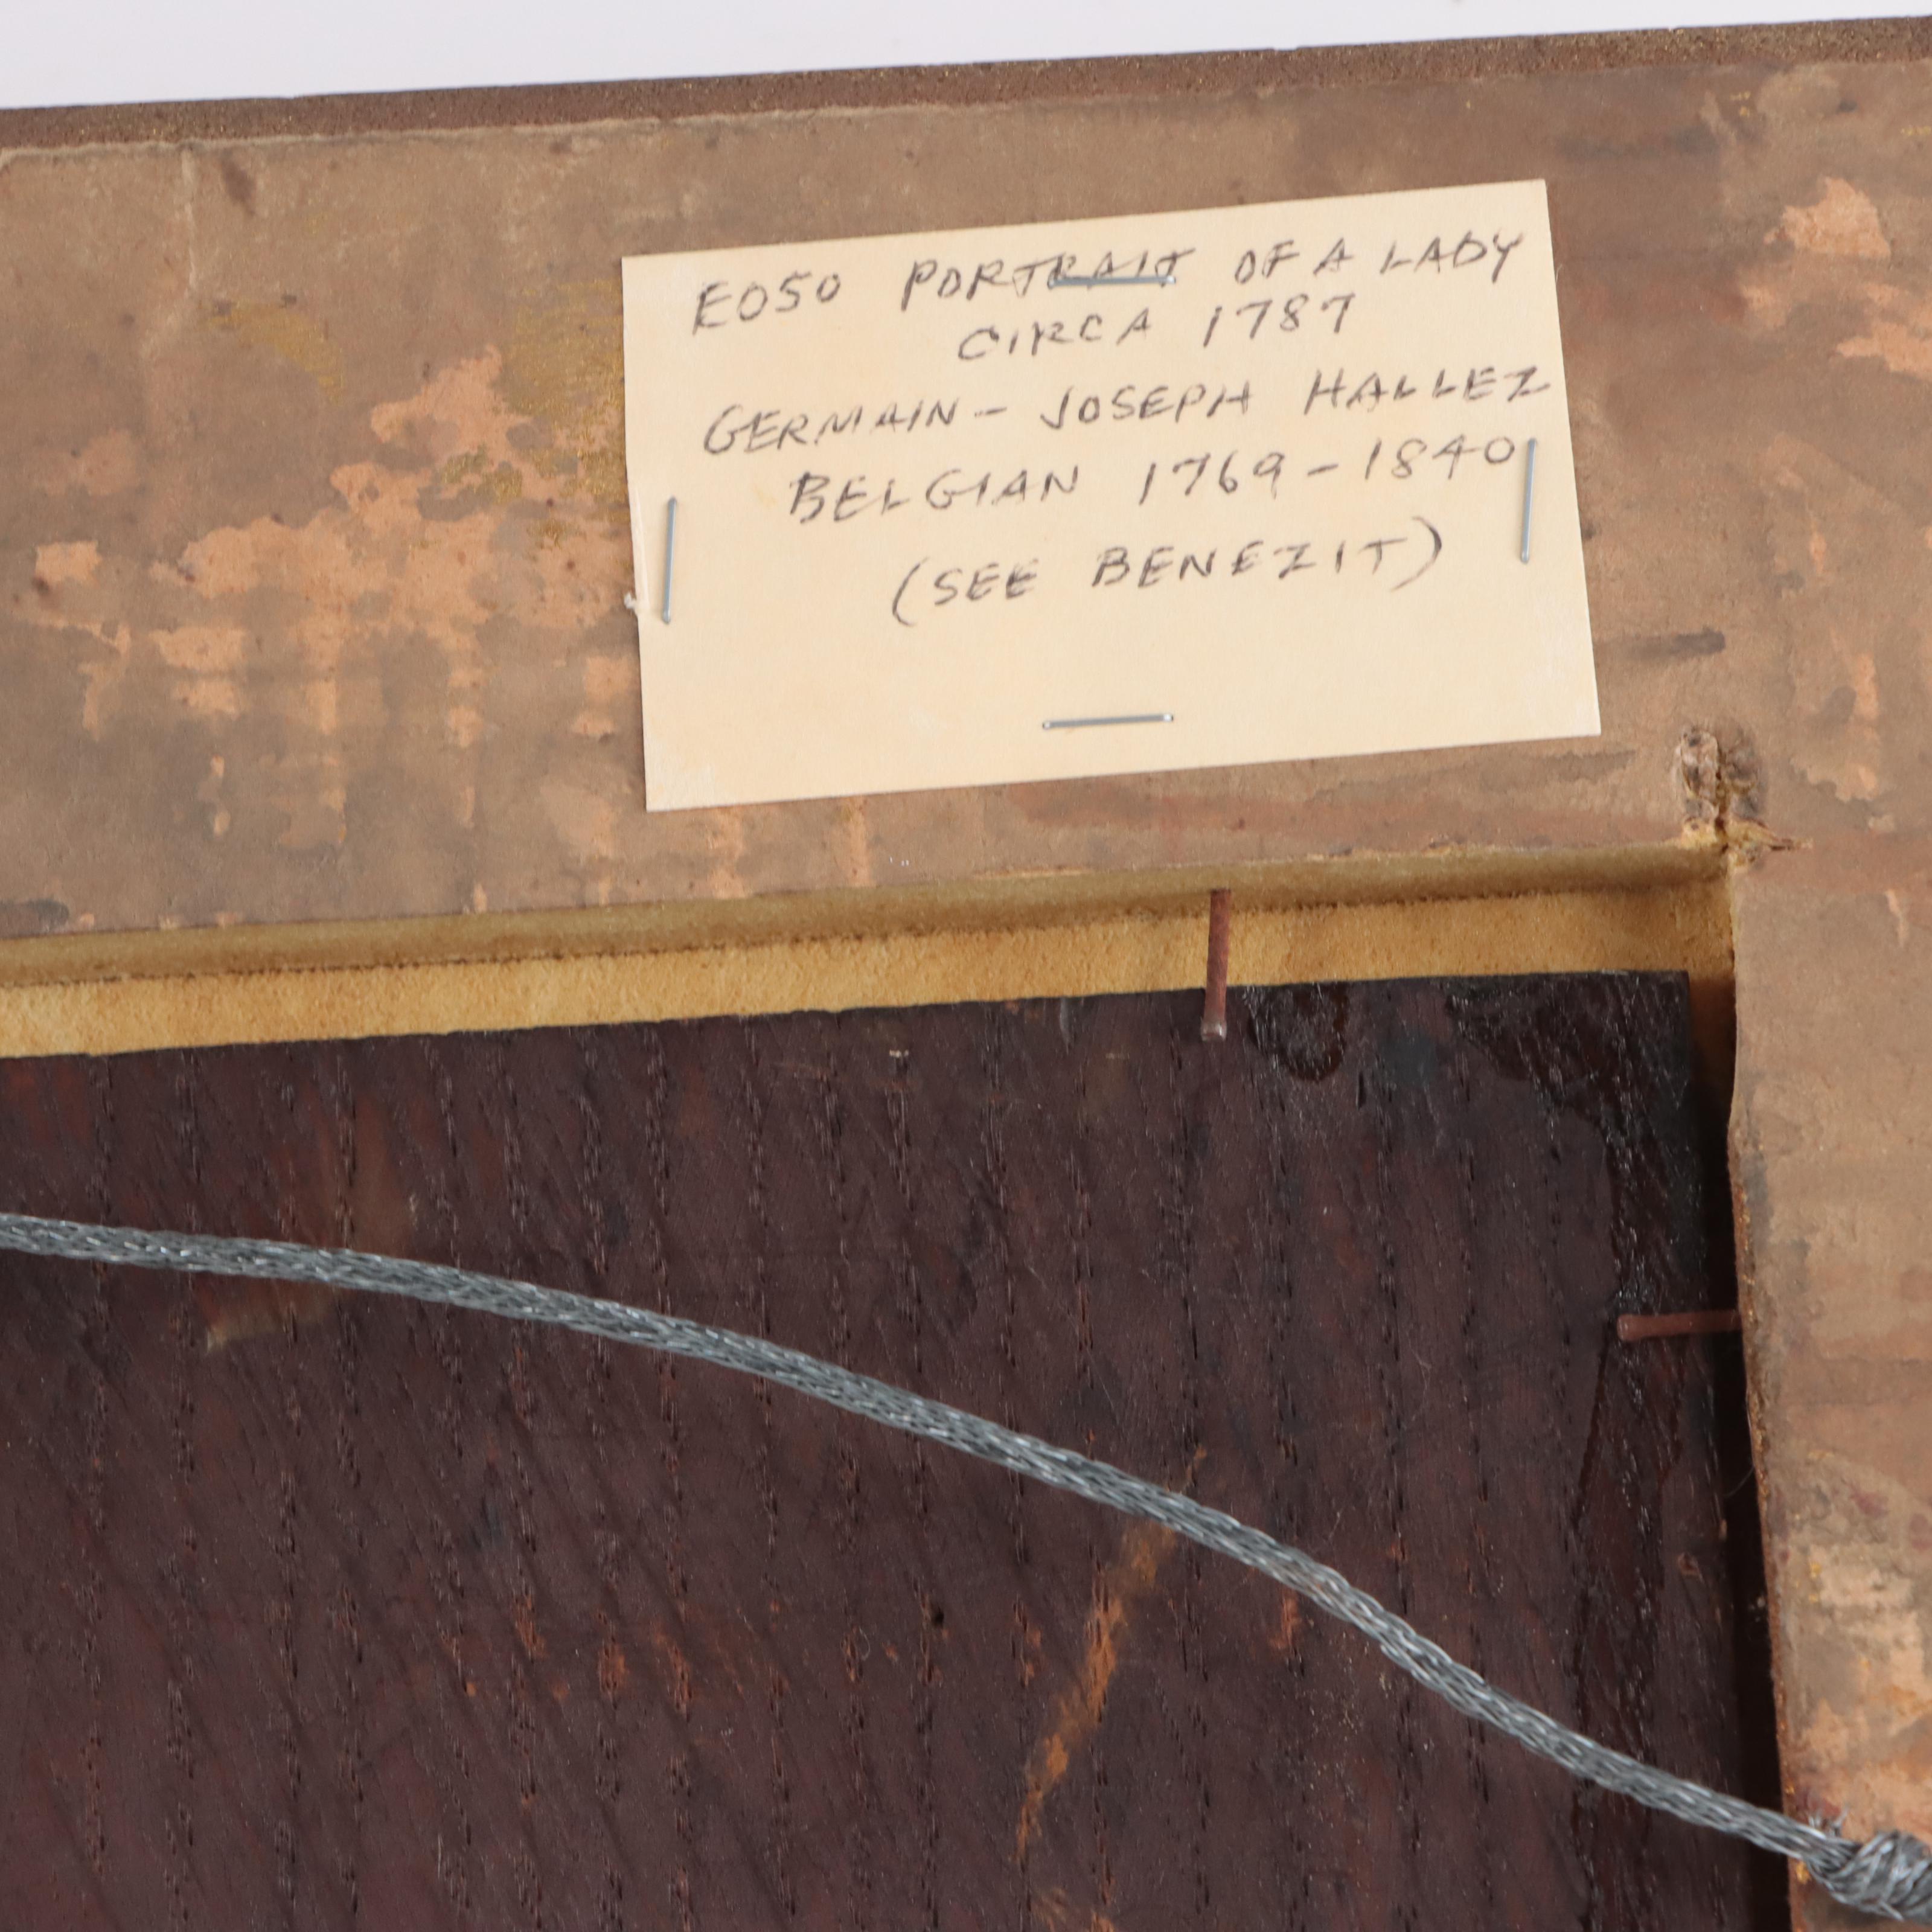 E050 PORTRAIT OF A LADY
CIRCA 1787
GERMAIN - JOSEPH HALLEZ
BELGIAN 1769 - 1840
(SEE BENEZIT)